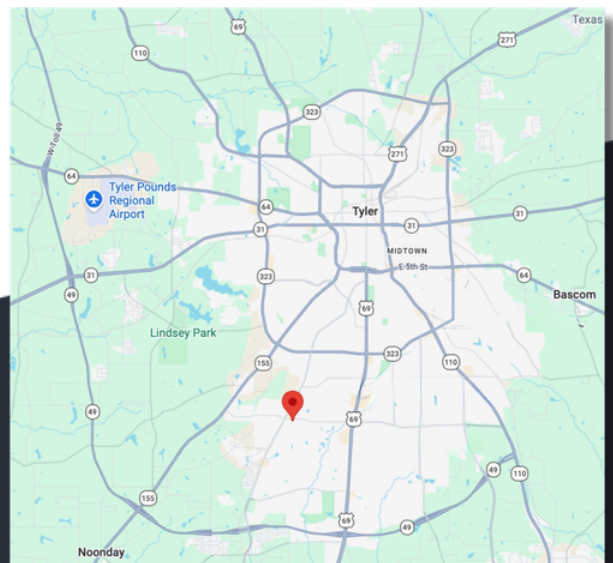 Texas
69
110
271
323
W-Toll 49
271
323
64
Tyler Pounds
Regional
Airport
64
Tyler
31
31
31
MIDTOWN
E 5th St
31
323
64
49
69
Bascom
Lindsey Park
155
323
110
49
69
49
110
155
69
49
Noonday